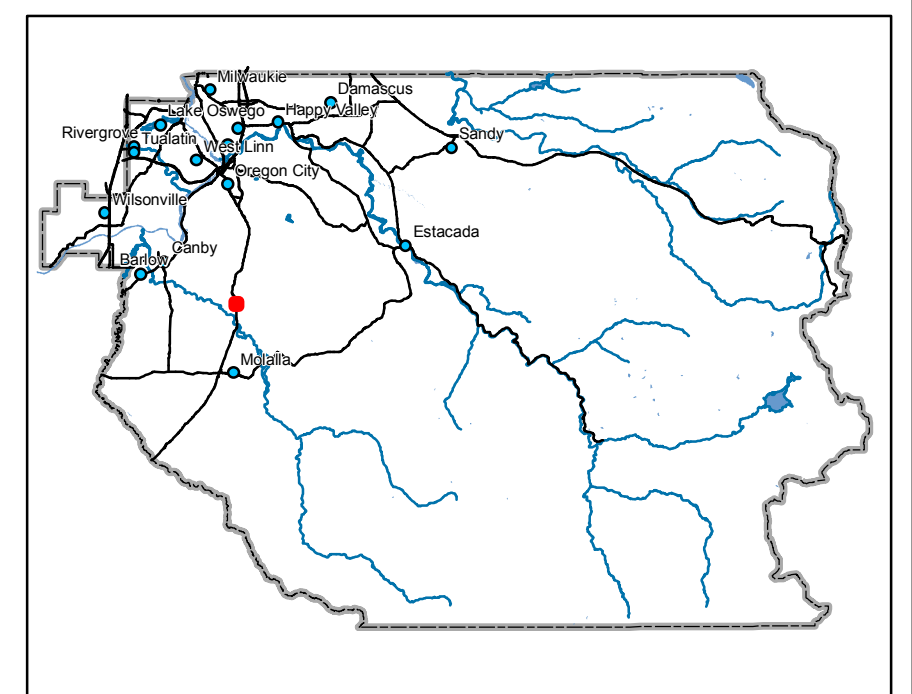 Milwaukie
Damascus
Lake Oswego
Happy Valley
Rivergrove
Tualatin
West Linn
Sandy
Oregon City
Wilsonville
Estacada
Canby
Barlow
Molalla